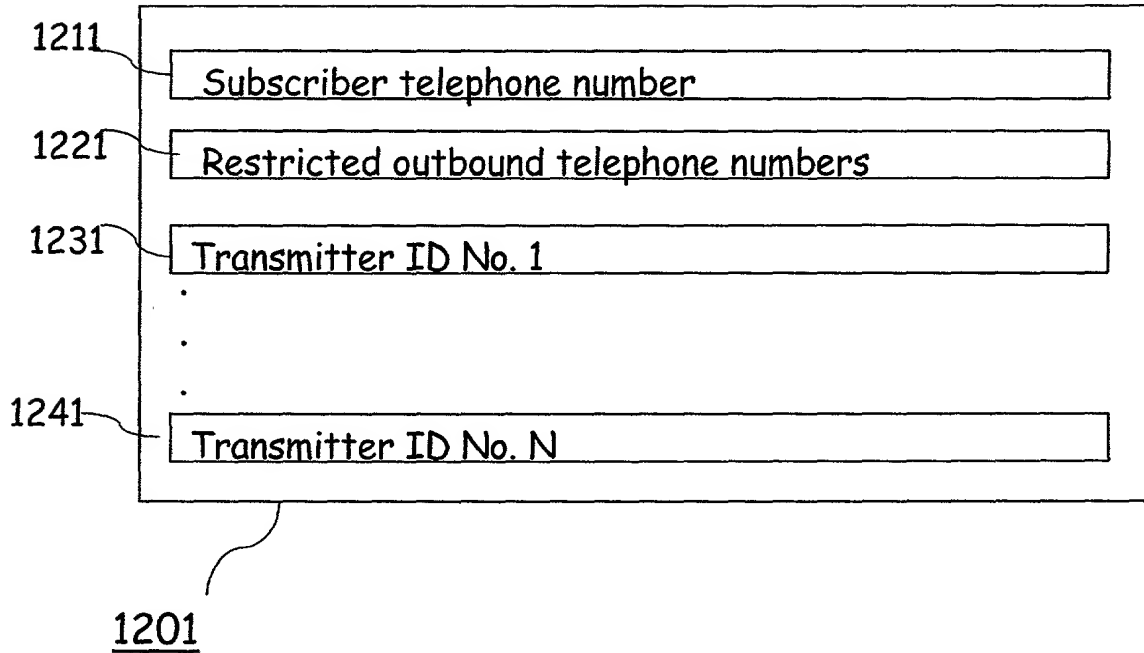 1211
Subscriber telephone number
1221
Restricted outbound telephone numbers
1231
Transmitter ID No. 1
1241
Transmitter ID No. N
1201